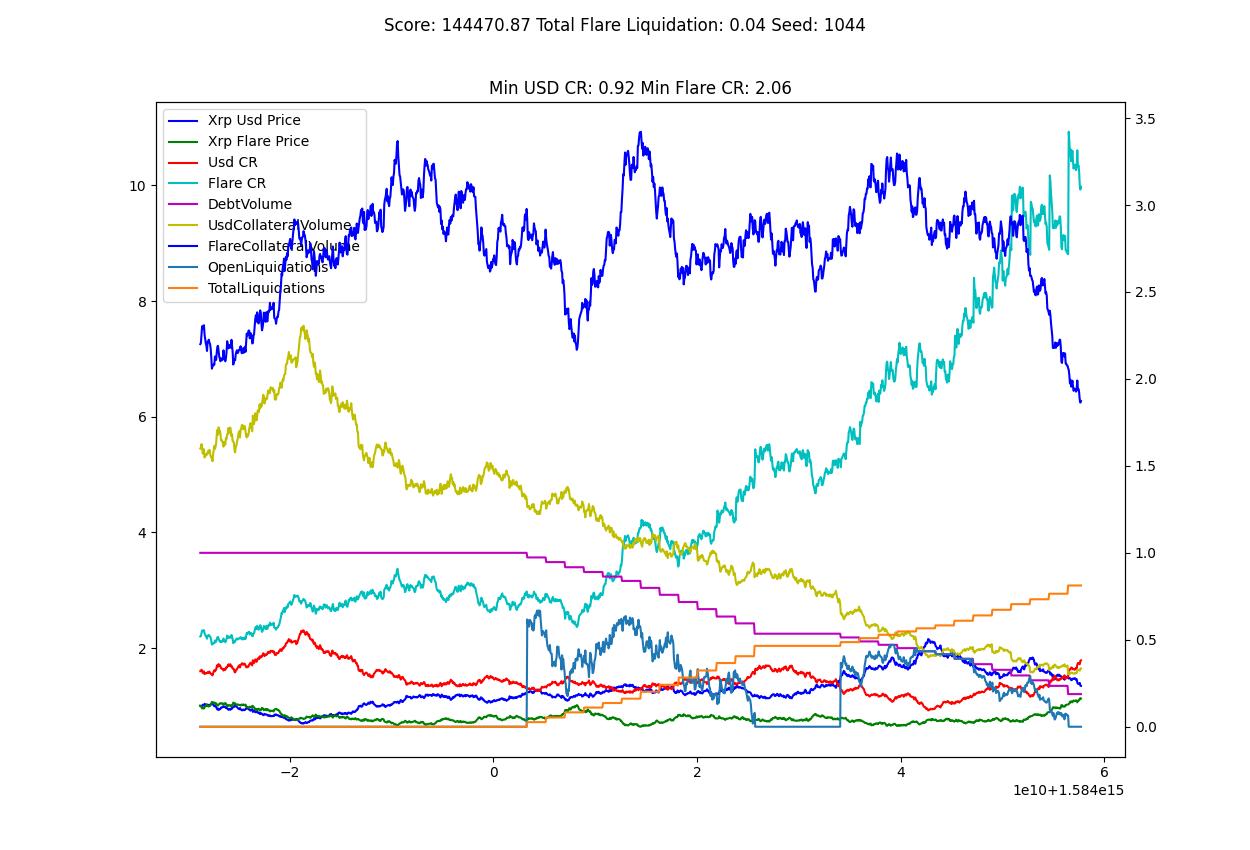 Score: 144470.87 Total Flare Liquidation: 0.04 Seed: 1044
Min USD CR: 0.92 Min Flare CR: 2.06
Xrp Usd Price
Xrp Flare Price
Usd CR
Flare CR
DebtVolume
UsdCollateralVolume
FlareCollateralVolume
OpenLiquidations
TotalLiquidations
10
8
6
4
2
3.5
3.0
2.5
2.0
1.5
1.0
0.5
0.0
−2
0
2
4
6
1e10+1.584e15